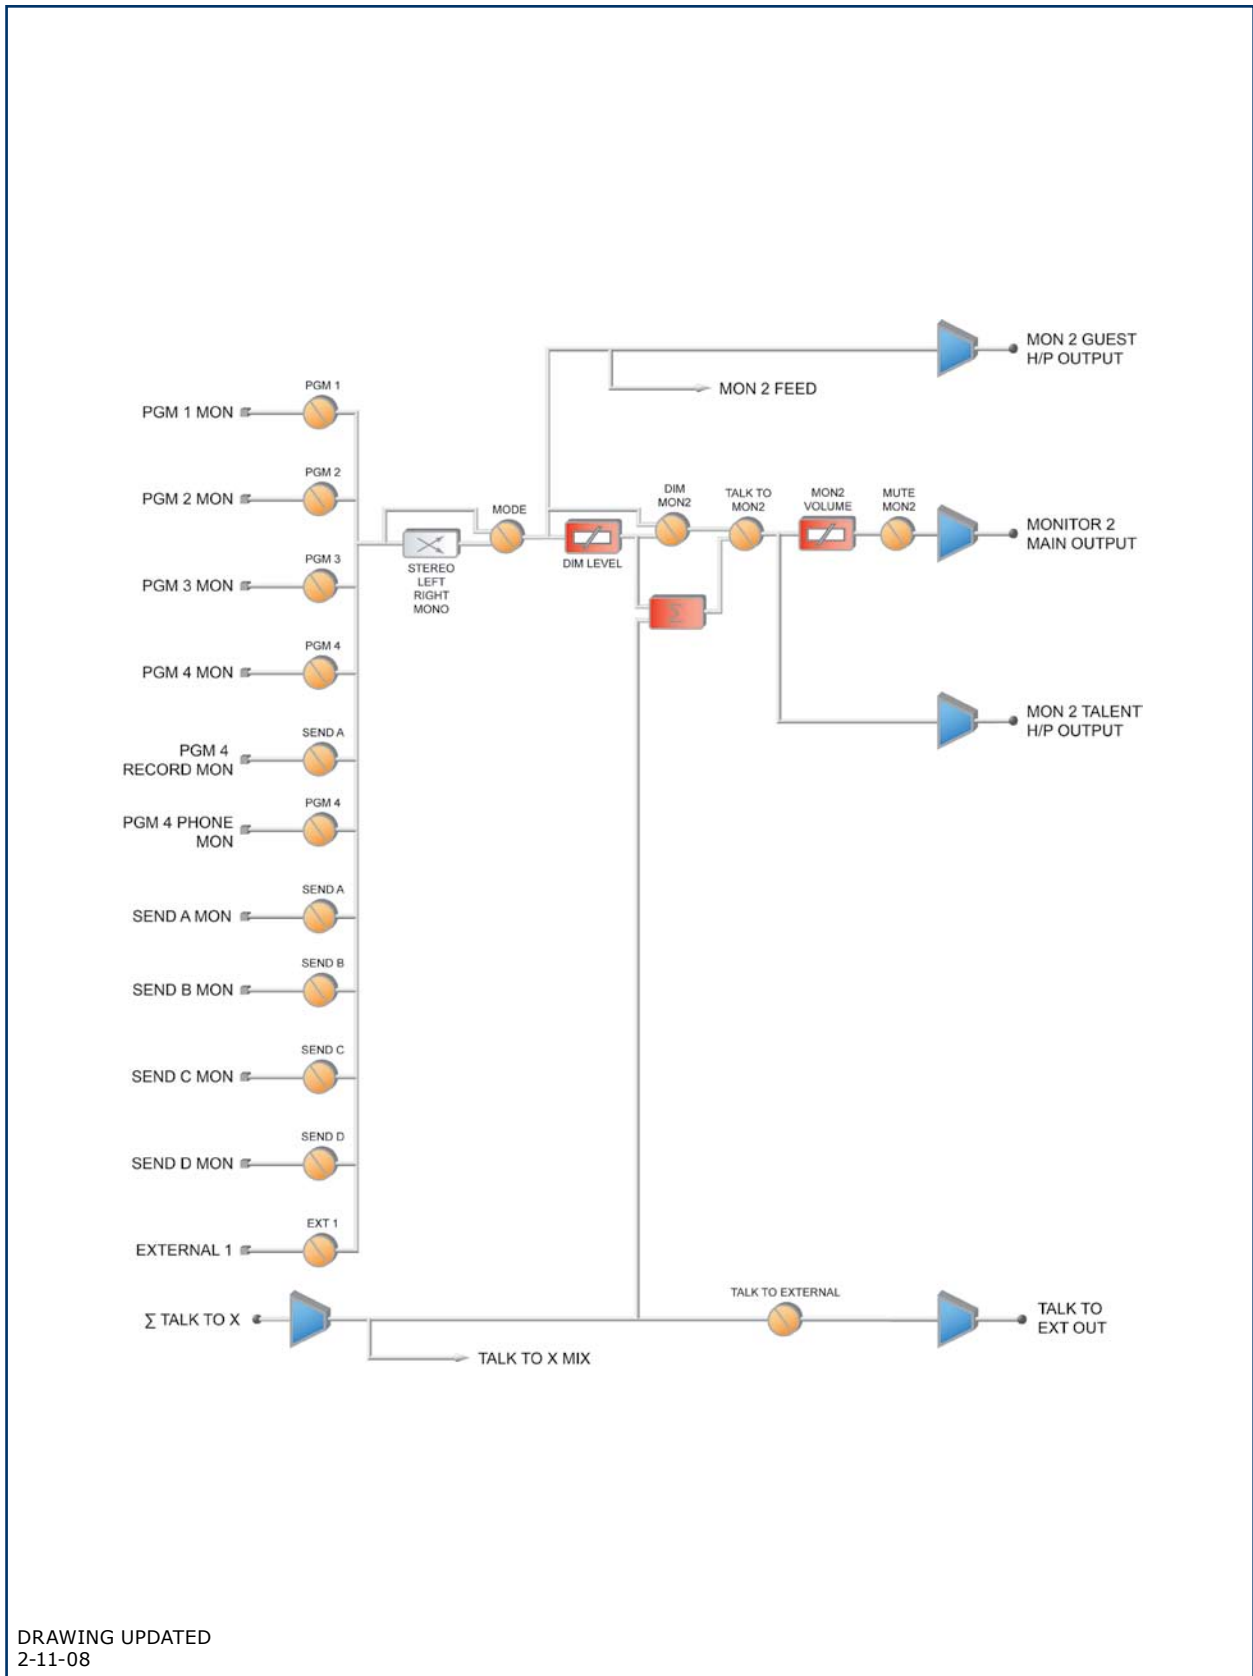 MON 2 GUEST
H/P OUTPUT
MON 2 FEED
PGM 1
PGM 1 MON
PGM 2
PGM 2 MON
PGM 3
PGM 3 MON
PGM 4
PGM 4 MON
SEND A
PGM 4
RECORD MON
PGM 4
PGM 4 PHONE
MON
SEND A
SEND A MON
SEND B
SEND B MON
SEND C
SEND C MON
SEND D
SEND D MON
EXT 1
EXTERNAL 1
MODE
STEREO
LEFT
RIGHT
MONO
DIM LEVEL
DIM
MON2
TALK TO
MON2
MON2
VOLUME
MUTE
MON2
MONITOR 2
MAIN OUTPUT
Σ
MON 2 TALENT
H/P OUTPUT
∑ TALK TO X
TALK TO X MIX
TALK TO EXTERNAL
TALK TO
EXT OUT
DRAWING UPDATED
2-11-08